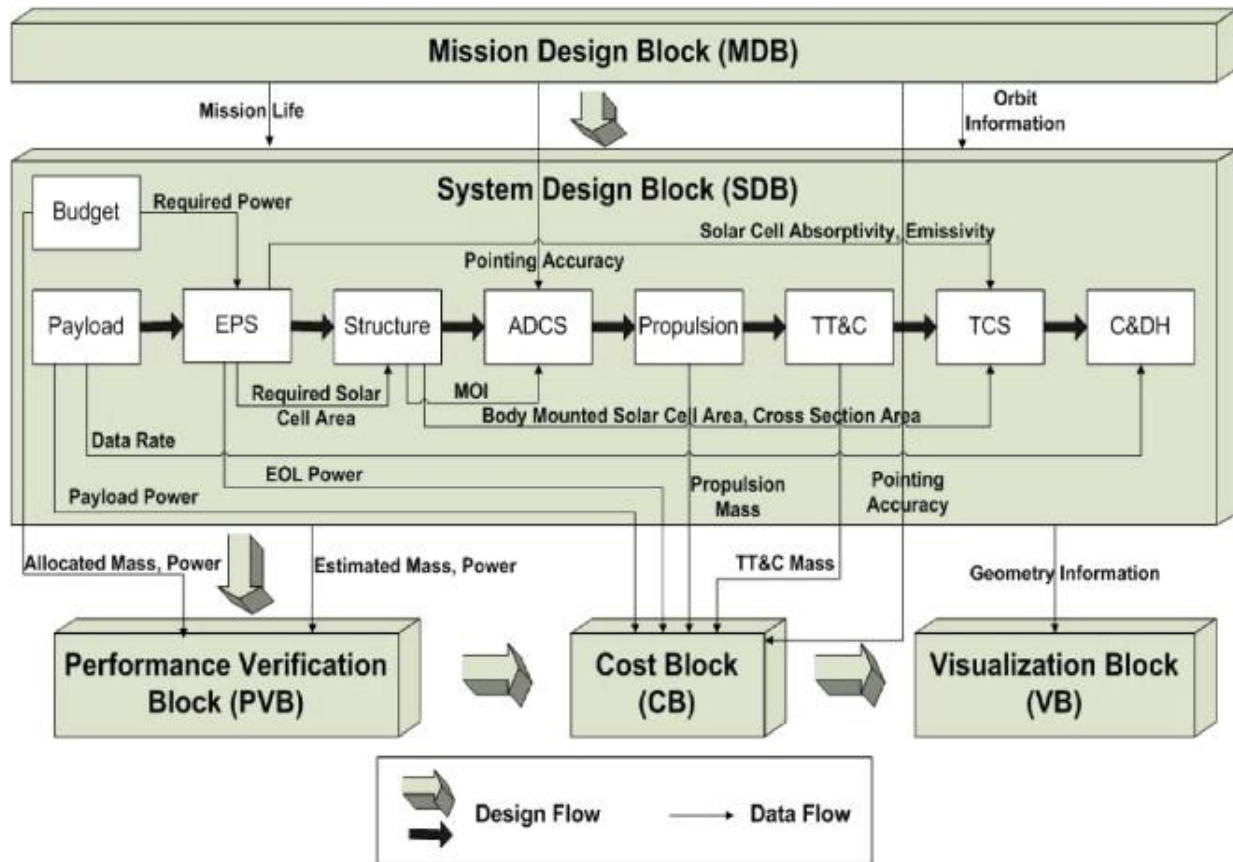 Mission Design Block (MDB)
Mission Life
Orbit
Information
System Design Block (SDB)
Budget
Required Power
Solar Cell Absorptivity, Emissivity
Pointing Accuracy
Payload
EPS
Structure
ADCS
Propulsion
TT&C
TCS
C&DH
Required Solar
Cell Area
MOI
Body Mounted Solar Cell Area, Cross Section Area
Data Rate
EOL Power
Payload Power
Propulsion
Mass
Pointing
Accuracy
Allocated Mass, Power
Estimated Mass, Power
TT&C Mass
Geometry Information
Performance Verification
Block (PVB)
Cost Block
(CB)
Visualization Block
(VB)
Design Flow
Data Flow